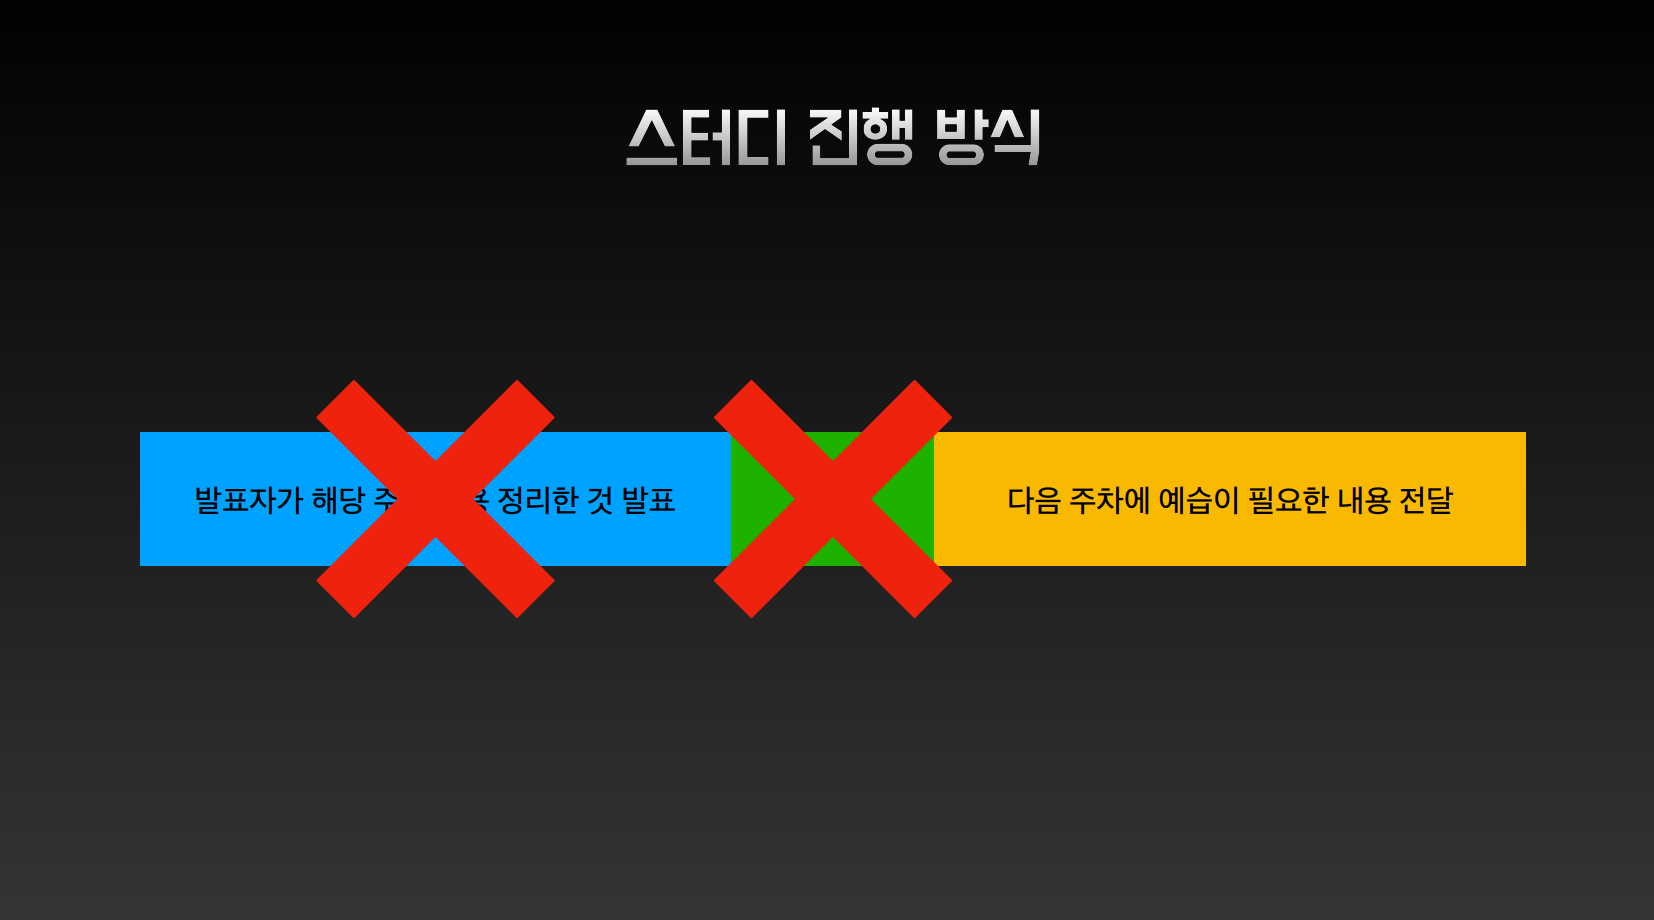 스터디 진행 방식
발표자가 해당 정리한 것 발표
다음 주차에 예습이 필요한 내용 전달